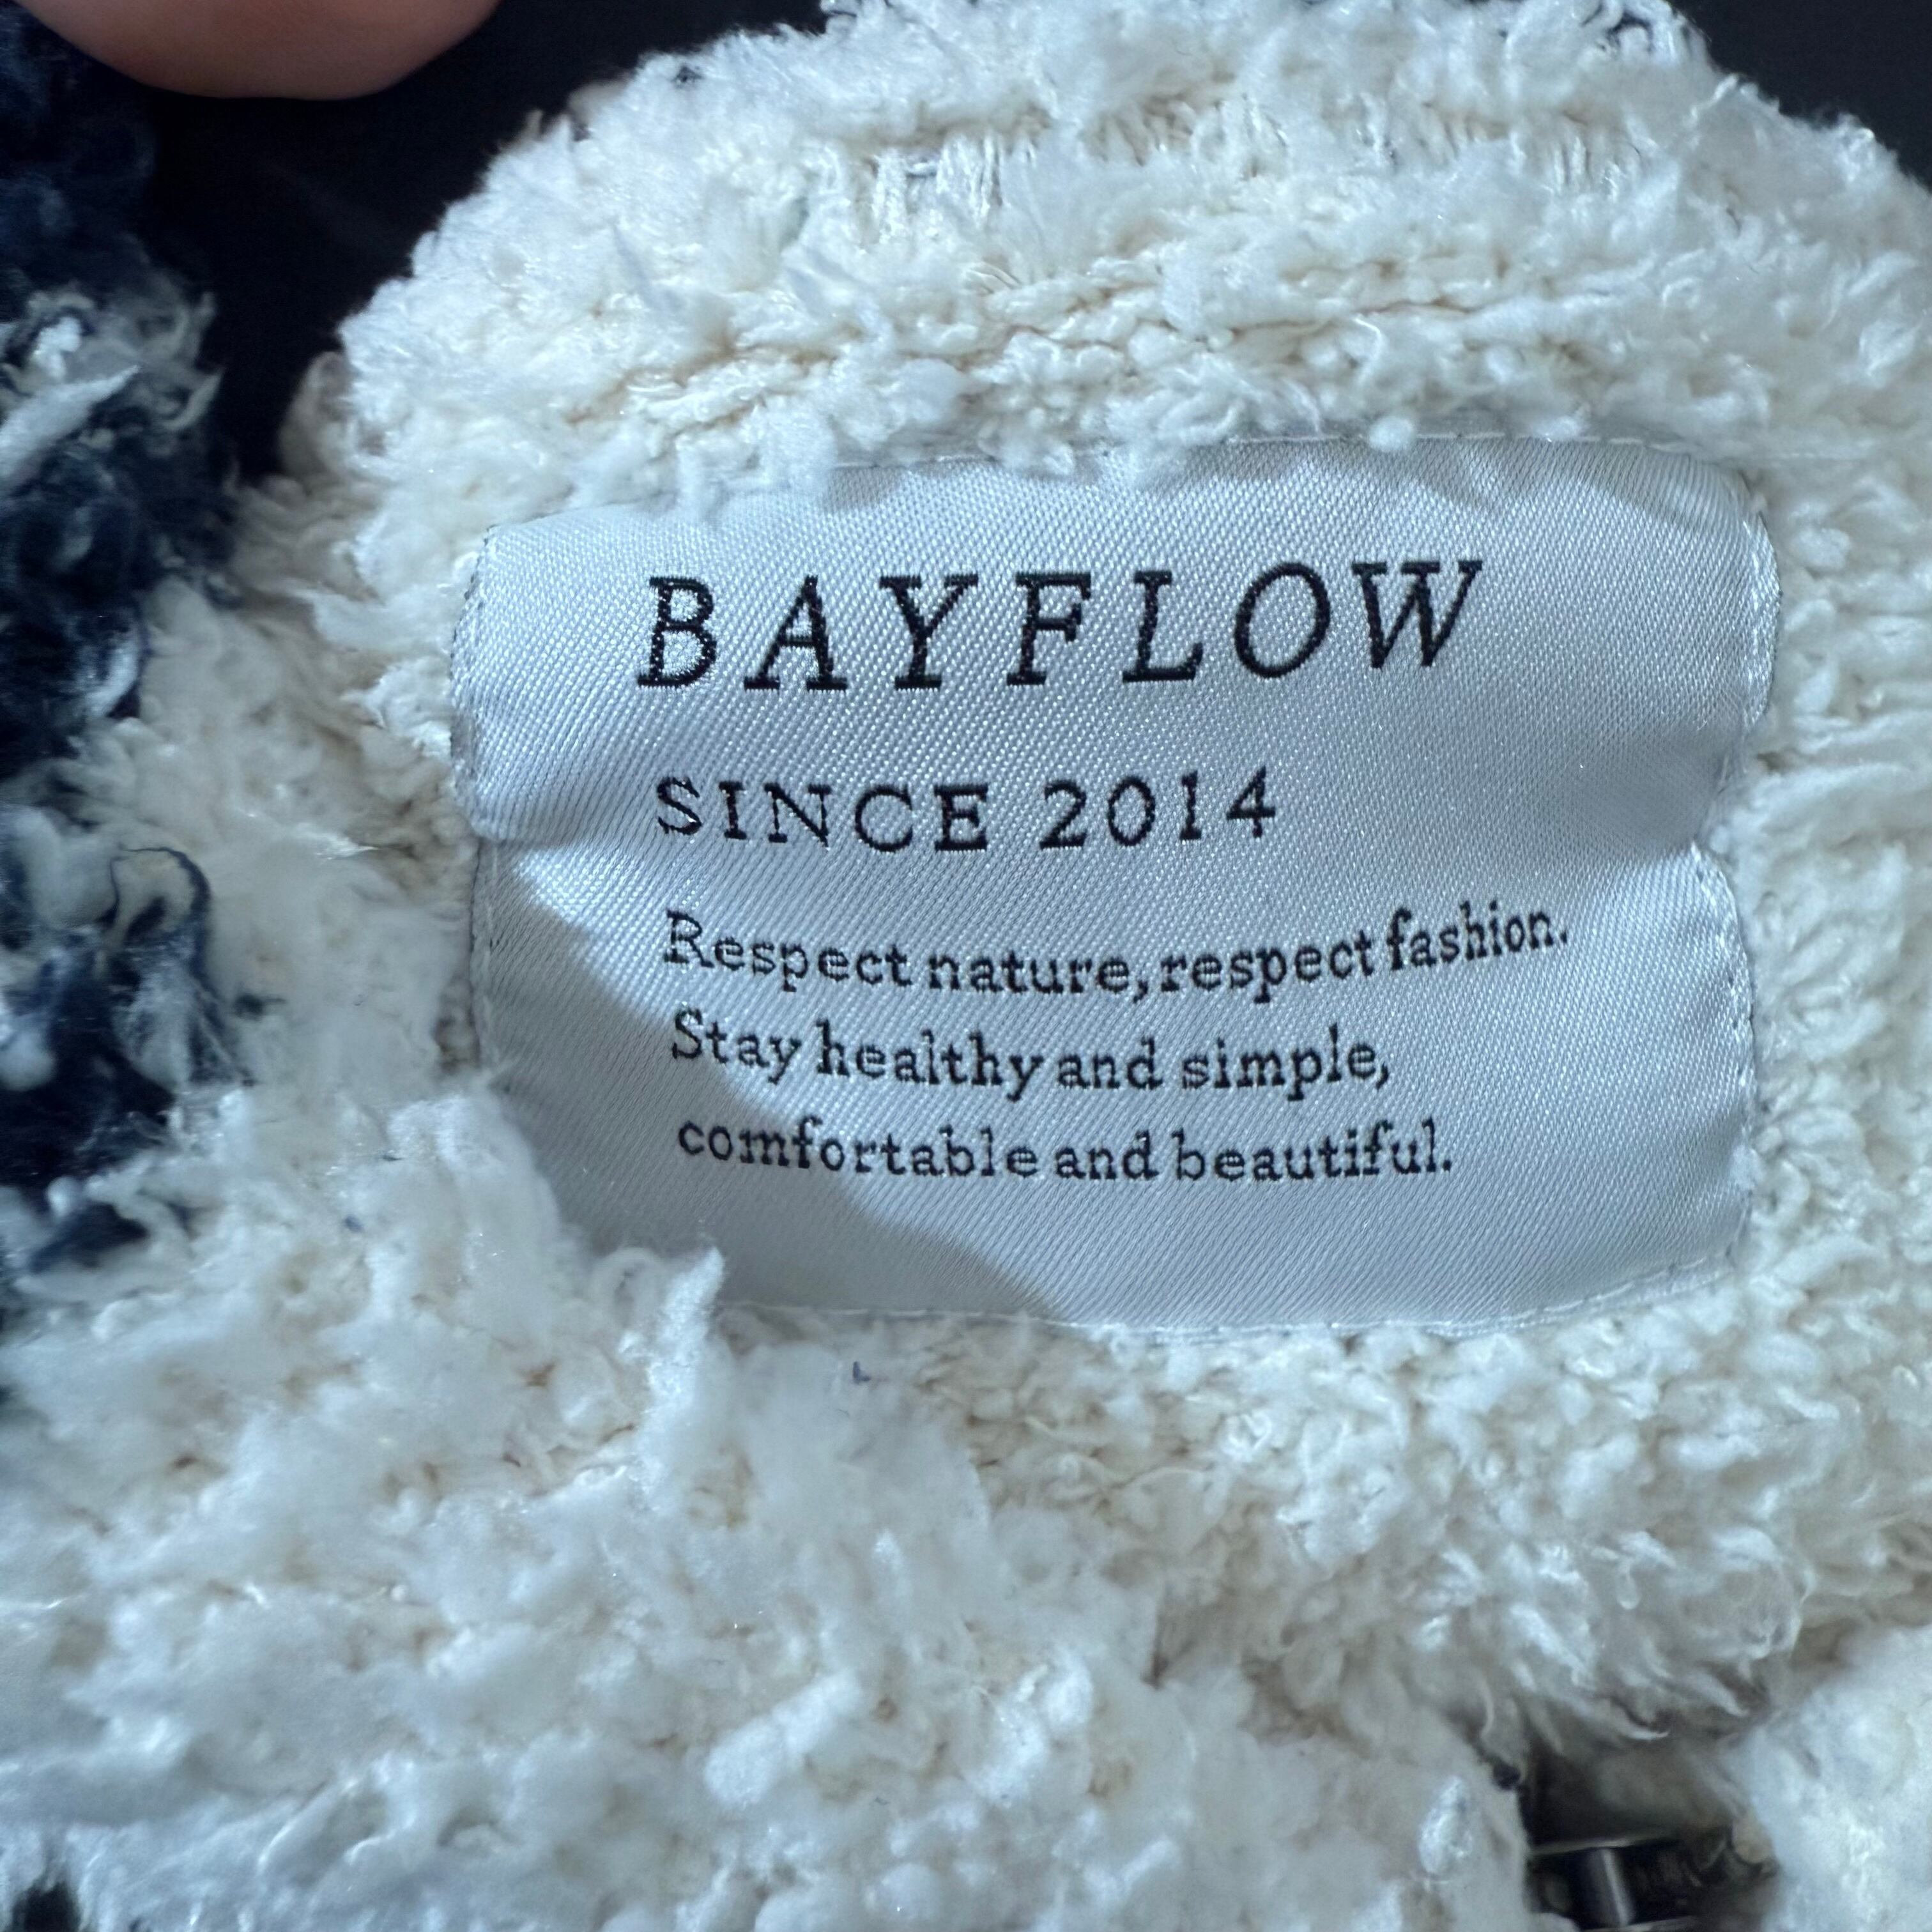 BAYFLOW
SINCE 2014
Respect nature, respect fashion.
Stay healthy and simple,
comfortable and beautiful.